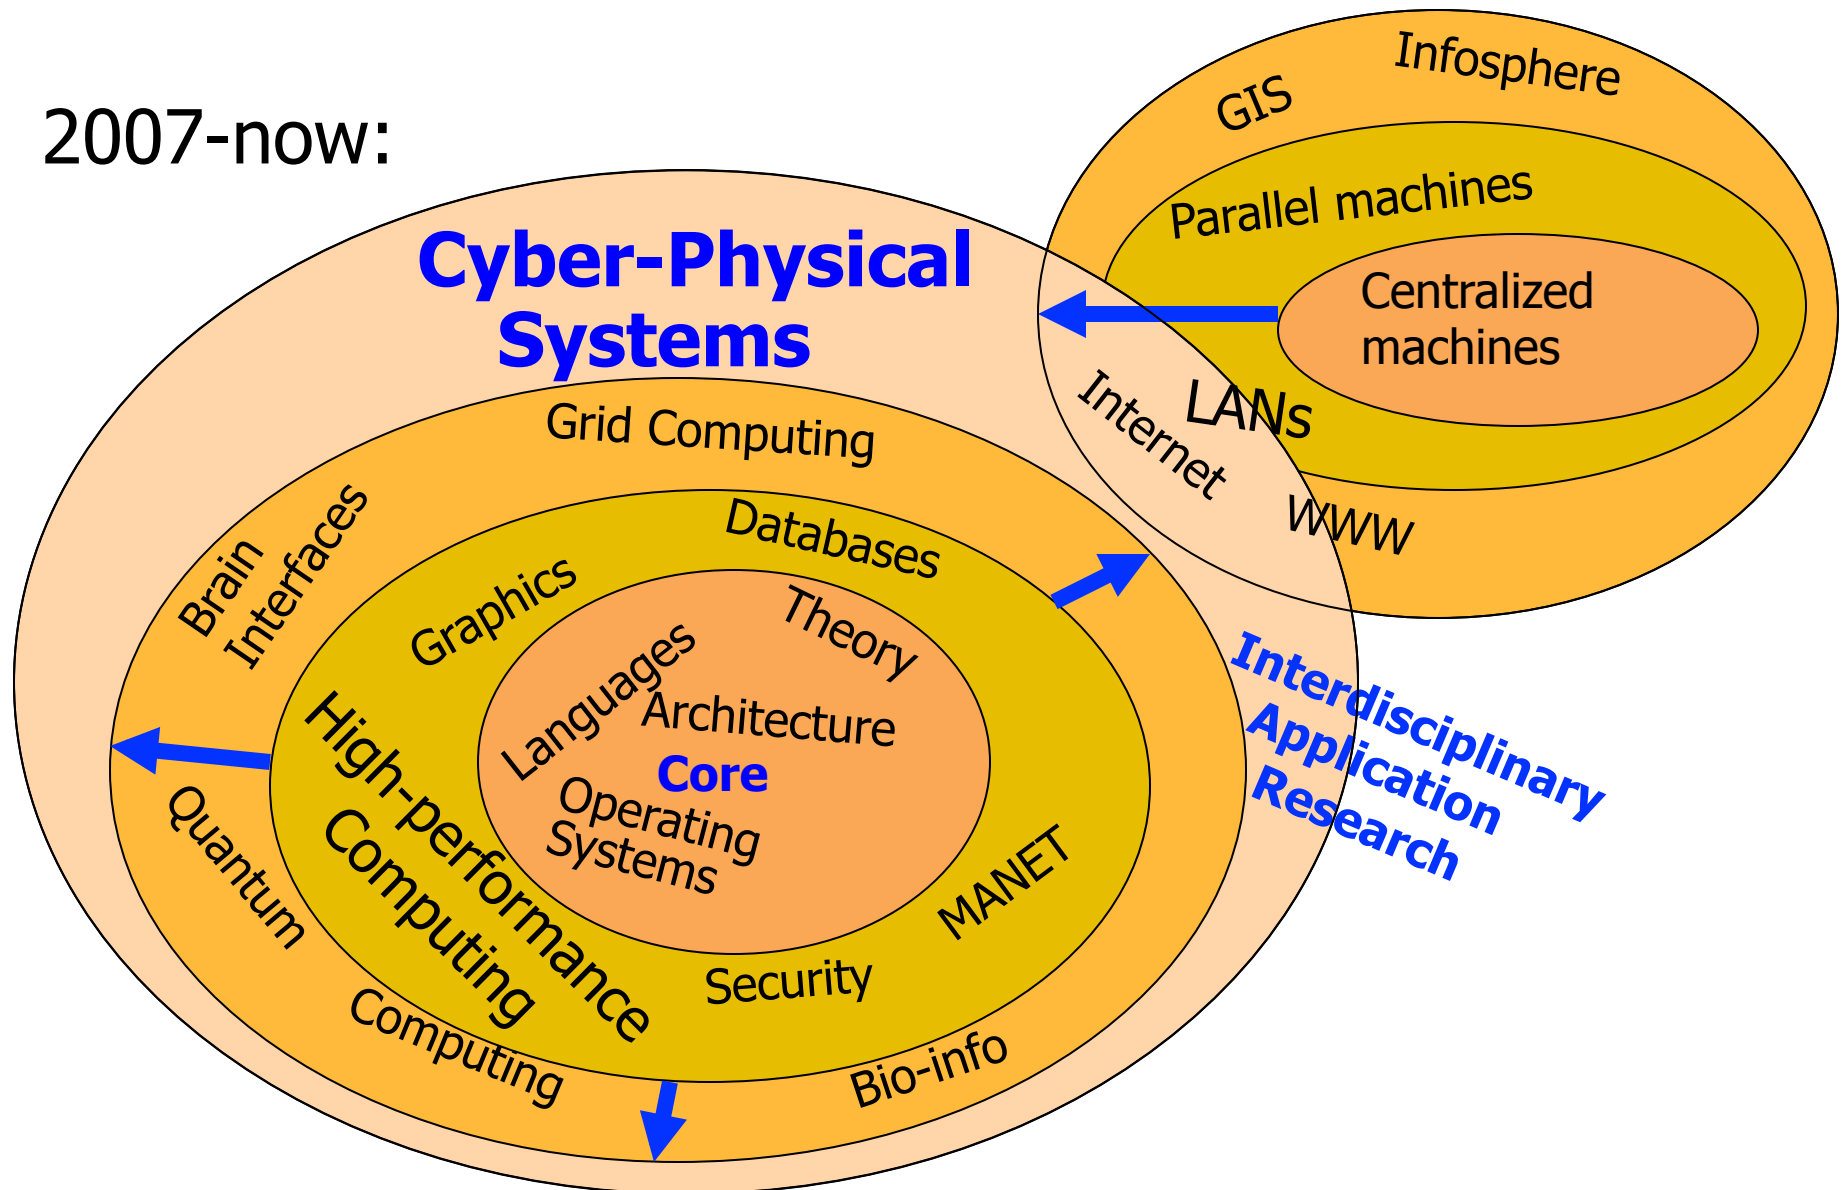 2007-now:
Infosphere
GIS
Parallel machines
Centralized
machines
Cyber-Physical
Systems
Internet
LANs
WWW
Grid Computing
Brain
Interfaces
Databases
Graphics
Theory
Languages
Architecture
Core
Operating
Systems
High-performance
Computing
MANET
Security
Quantum
Computing
Bio-info
Interdisciplinary
Application
Research